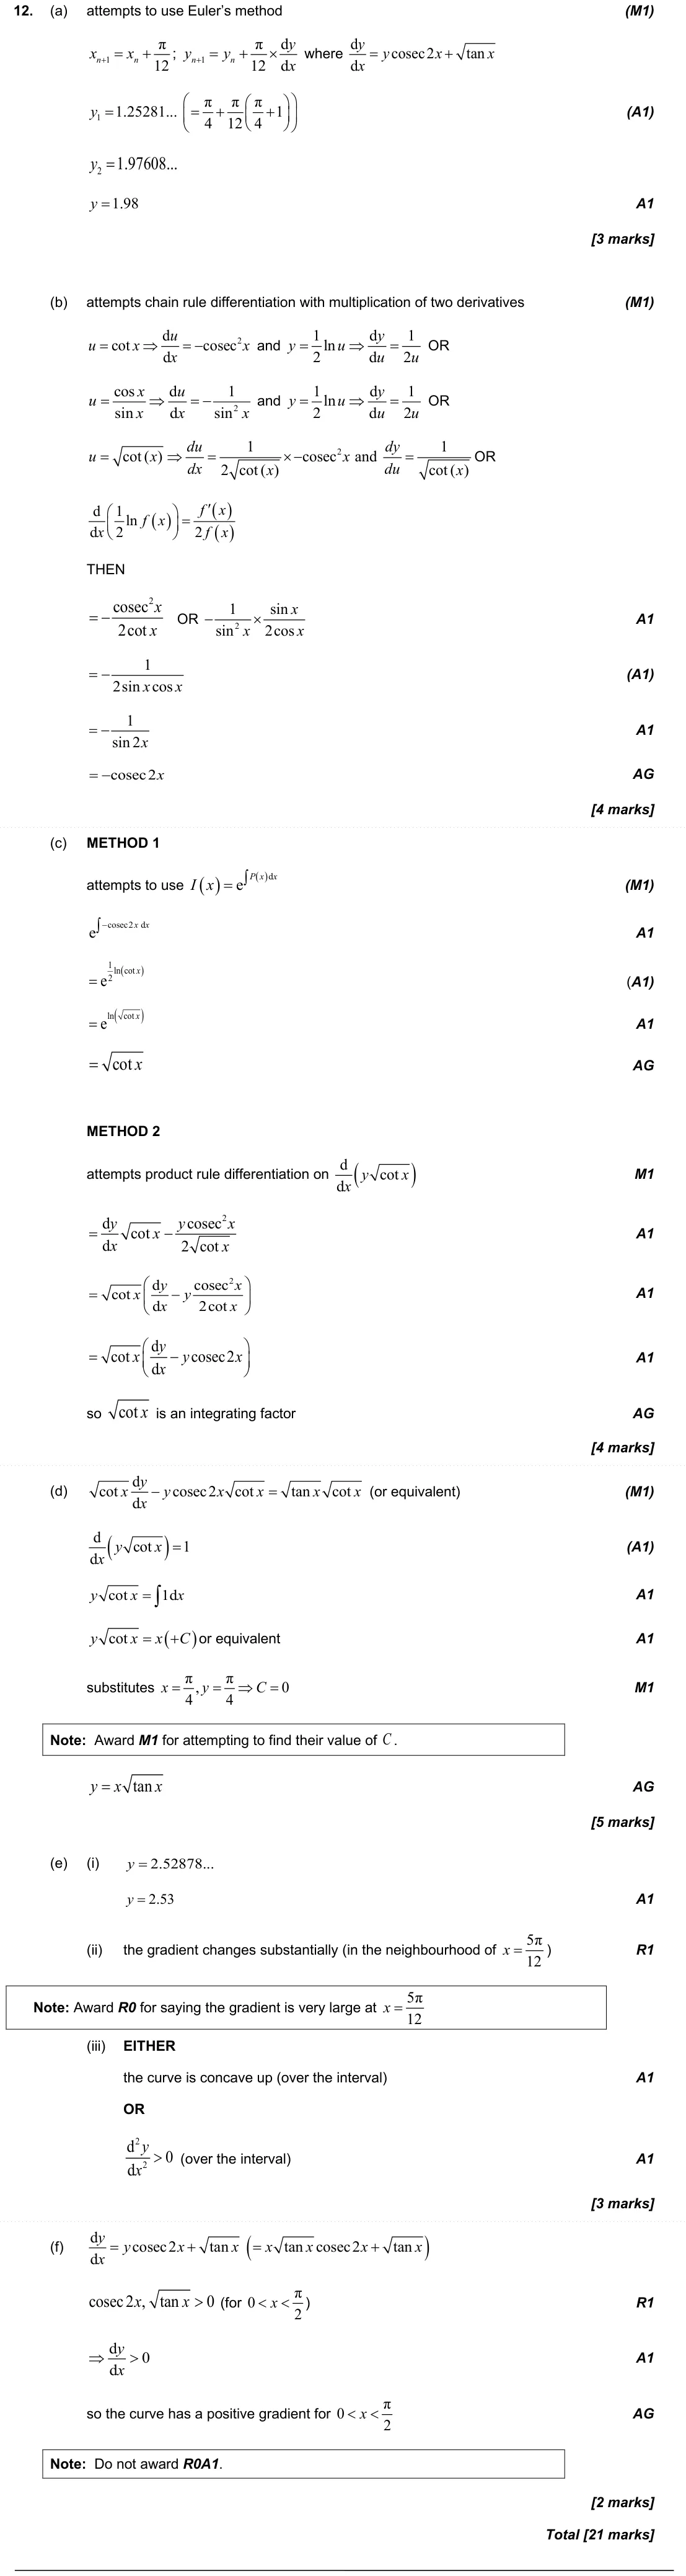 12. (a) attempts to use Euler's method (M1)
x_{n+1} = x_n + π/12; y_{n+1} = y_n + π/12 × dy/dx where dy/dx = y cosec 2x + √(tan x)
y_1 = 1.25281... (= π/4 + π/12 (π/4 + 1)) (A1)
y_2 = 1.97608...
y = 1.98 A1
[3 marks]
(b) attempts chain rule differentiation with multiplication of two derivatives (M1)
u = cot x ⇒ du/dx = −cosec²x and y = 1/2 ln u ⇒ dy/du = 1/(2u) OR
u = cos x/sin x ⇒ du/dx = −1/sin² x and y = 1/2 ln u ⇒ dy/du = 1/(2u) OR
u = √(cot(x)) ⇒ du/dx = 1/(2√(cot(x))) × −cosec²x and dy/du = 1/√(cot(x)) OR
d/dx (1/2 ln f(x)) = f′(x)/(2f(x))
THEN
= −cosec²x/(2cot x) OR −1/sin² x × sin x/(2cos x) A1
= −1/(2sin x cos x) (A1)
= −1/sin 2x A1
= −cosec 2x AG
[4 marks]
(c) METHOD 1
attempts to use I(x) = e^{∫P(x)dx} (M1)
e^{∫−cosec2x dx} A1
= e^{1/2 ln(cot x)} (A1)
= e^{ln(√(cot x))} A1
= √(cot x) AG
METHOD 2
attempts product rule differentiation on d/dx (y√(cot x)) M1
= dy/dx √(cot x) − y cosec²x/(2√(cot x)) A1
= √(cot x) (dy/dx − y cosec²x/(2cot x)) A1
= √(cot x) (dy/dx − y cosec 2x) A1
so √(cot x) is an integrating factor AG
[4 marks]
(d) √(cot x) dy/dx − y cosec 2x √(cot x) = √(tan x) √(cot x) (or equivalent) (M1)
d/dx (y√(cot x)) = 1 (A1)
y√(cot x) = ∫1dx A1
y√(cot x) = x(+C) or equivalent A1
substitutes x = π/4, y = π/4 ⇒ C = 0 M1
Note: Award M1 for attempting to find their value of C.
y = x√(tan x) AG
[5 marks]
(e) (i) y = 2.52878...
y = 2.53 A1
(ii) the gradient changes substantially (in the neighbourhood of x = 5π/12) R1
Note: Award R0 for saying the gradient is very large at x = 5π/12
(iii) EITHER
the curve is concave up (over the interval) A1
OR
d²y/dx² > 0 (over the interval) A1
[3 marks]
(f) dy/dx = y cosec 2x + √(tan x) (= x√(tan x) cosec 2x + √(tan x))
cosec 2x, √(tan x) > 0 (for 0 < x < π/2) R1
⇒ dy/dx > 0 A1
so the curve has a positive gradient for 0 < x < π/2 AG
Note: Do not award R0A1.
[2 marks]
Total [21 marks]